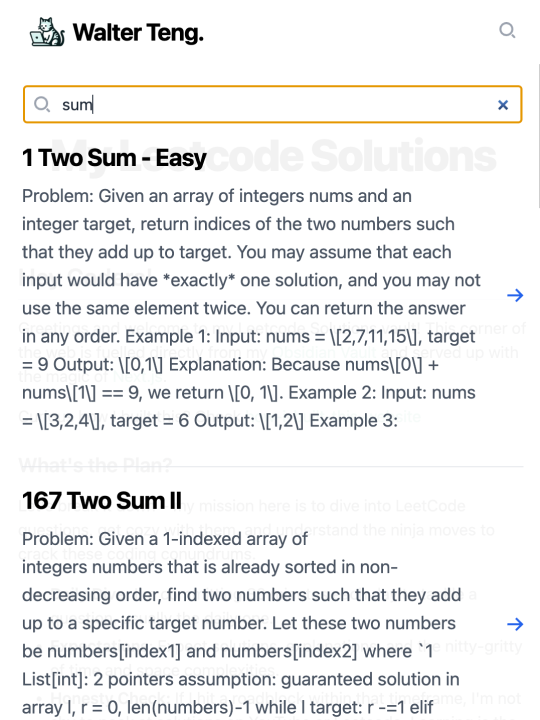 Walter Teng.
sum
My Leetcode Solutions
1 Two Sum - Easy
Problem: Given an array of integers nums and an
integer target, return indices of the two numbers such
that they add up to target. You may assume that each
input would have *exactly* one solution, and you may not
use the same element twice. You can return the answer
in any order. Example 1: Input: nums = \[2,7,11,15\], target
= 9 Output: \[0,1\] Explanation: Because nums\[0\] +
nums\[1\] == 9, we return \[0, 1\]. Example 2: Input: nums
= \[3,2,4\], target = 6 Output: \[1,2\] Example 3:
What's the Plan?
167 Two Sum II
Problem: Given a 1-indexed array of
integers numbers that is already sorted in non-
decreasing order, find two numbers such that they add
up to a specific target number. Let these two numbers
be numbers[index1] and numbers[index2] where `1
List[int]: 2 pointers assumption: guaranteed solution in
array l, r = 0, len(numbers)-1 while l target: r -=1 elif